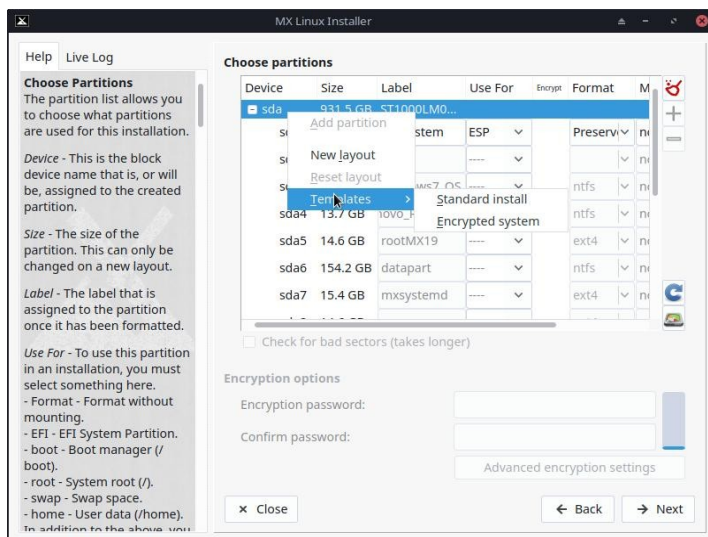 MX Linux Installer
Help Live Log
Choose Partitions
The partition list allows you
to choose what partitions
are used for this installation.
Device - This is the block
device name that is, or will
be, assigned to the created
partition.
Size - The size of the
partition. This can only be
changed on a new layout.
Label - The label that is
assigned to the partition
once it has been formatted.
Use For - To use this partition
in an installation, you must
select something here.
- Format - Format without
mounting.
- EFI - EFI System Partition.
- boot - Boot manager (/
boot).
- root - System root (/).
- swap - Swap space.
- home - User data (/home).
In addition to the above, you
Choose partitions
Device Size Label Use For Encrypt Format M
sda 931.5 GB ST1000LM0...
Add partition
stem ESP Preserv
New layout
----
Reset layout
ws7_OS ---- ntfs
Templates
Standard install
Encrypted system
sda4 13.7 GB ntfs
sda5 14.6 GB rootMX19 ---- ext4
sda6 154.2 GB datapart ---- ntfs
sda7 15.4 GB mxsystemd ---- ext4
Check for bad sectors (takes longer)
Encryption options
Encryption password:
Confirm password:
Advanced encryption settings
Close
Back
Next